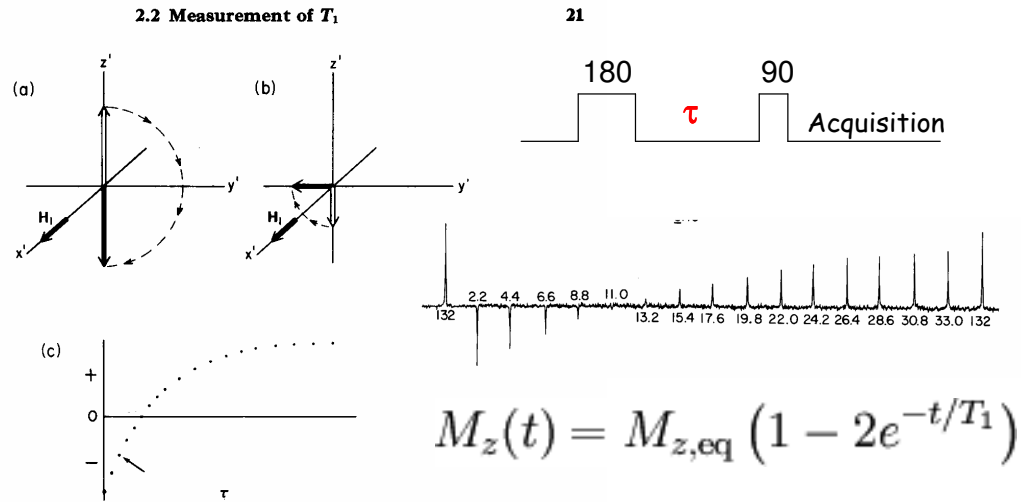 2.2 Measurement of T₁
21
(a)
z'
y'
H₁
x'
(b)
z'
y'
H₁
x'
180
90
τ
Acquisition
132
2.2
4.4
6.6
8.8
11.0
13.2
15.4
17.6
19.8
22.0
24.2
26.4
28.6
30.8
33.0
132
(c)
+
0
−
τ
M_z(t) = M_{z,eq} (1 − 2e^{−t/T₁})